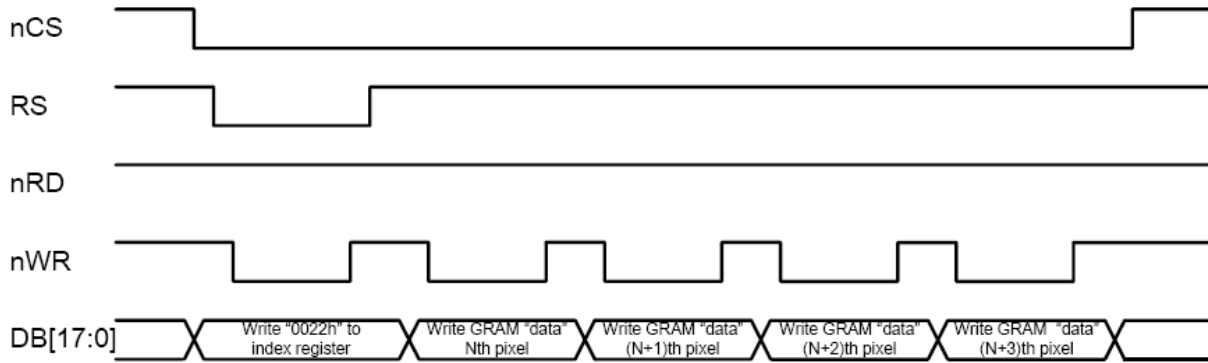 nCS
RS
nRD
nWR
DB[17:0]
Write "0022h" to
index register
Write GRAM "data"
Nth pixel
Write GRAM "data"
(N+1)th pixel
Write GRAM "data"
(N+2)th pixel
Write GRAM "data"
(N+3)th pixel